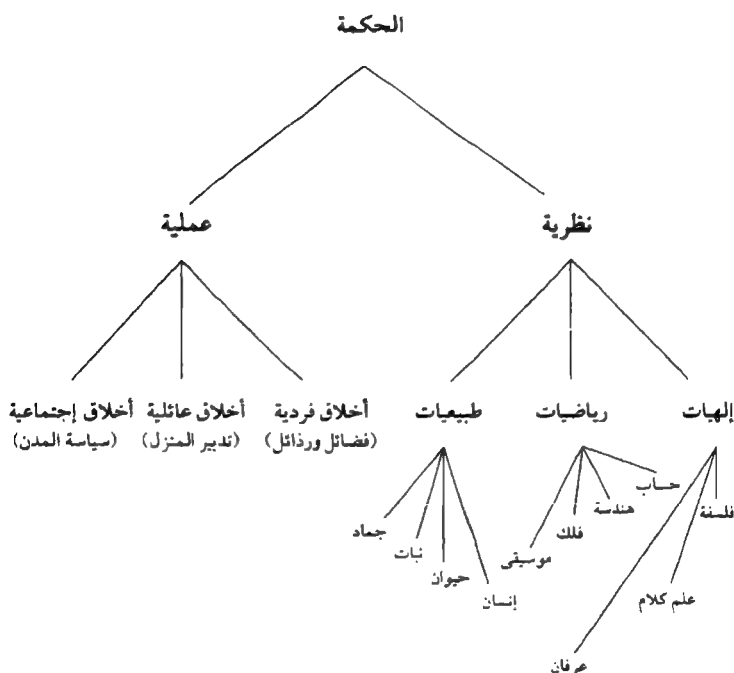 الحكمة
نظرية
عملية
إلهيات
رياضيات
طبيعيات
أخلاق فردية
(فضائل ورذائل)
أخلاق عائلية
(تدبير المنزل)
أخلاق إجتماعية
(سياسة المدن)
فلسفة
علم كلام
عرفان
حساب
هندسة
فلك
موسيقى
إنسان
حيوان
نبات
جماد